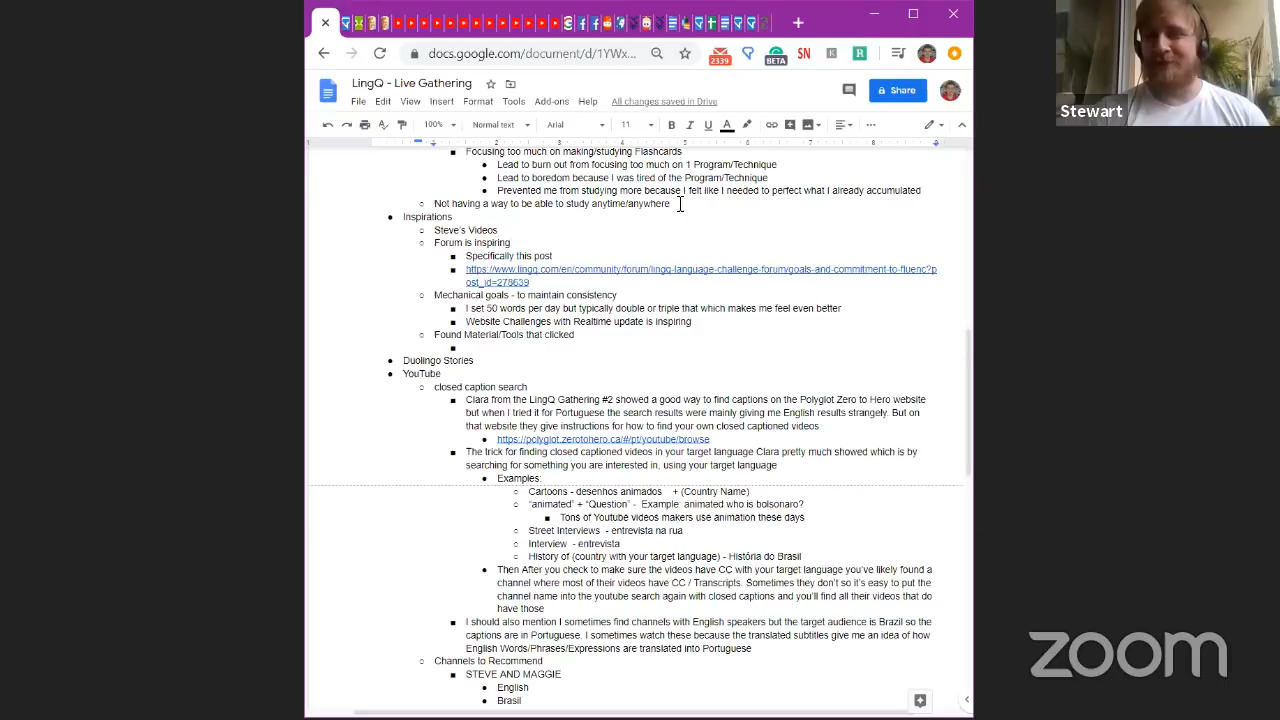 docs.google.com/document/d/1YWx...
2339
BETA
SN
R
LingQ - Live Gathering
File Edit View Insert Format Tools Add-ons Help All changes saved in Drive
Share
100% Normal text Arial 11
Focusing too much on making/studying Flashcards
Lead to burn out from focusing too much on 1 Program/Technique
Lead to boredom because I was tired of the Program/Technique
Prevented me from studying more because I felt like I needed to perfect what I already accumulated
Not having a way to be able to study anytime/anywhere
Inspirations
Steve's Videos
Forum is inspiring
Specifically this post
https://www.lingq.com/en/community/forum/lingq-language-challenge-forum/goals-and-commitment-to-fluenc?p
ost_id=278639
Mechanical goals - to maintain consistency
I set 50 words per day but typically double or triple that which makes me feel even better
Website Challenges with Realtime update is inspiring
Found Material/Tools that clicked
Duolingo Stories
YouTube
closed caption search
Clara from the LingQ Gathering #2 showed a good way to find captions on the Polyglot Zero to Hero website
but when I tried it for Portuguese the search results were mainly giving me English results strangely. But on
that website they give instructions for how to find your own closed captioned videos
https://polyglot.zerotohero.ca/#/pt/youtube/browse
The trick for finding closed captioned videos in your target language Clara pretty much showed which is by
searching for something you are interested in, using your target language
Examples:
Cartoons - desenhos animados + (Country Name)
"animated" + "Question" - Example: animated who is bolsonaro?
Tons of Youtube videos makers use animation these days
Street Interviews - entrevista na rua
Interview - entrevista
History of (country with your target language) - História do Brasil
Then After you check to make sure the videos have CC with your target language you've likely found a
channel where most of their videos have CC / Transcripts. Sometimes they don't so it's easy to put the
channel name into the youtube search again with closed captions and you'll find all their videos that do
have those
I should also mention I sometimes find channels with English speakers but the target audience is Brazil so the
captions are in Portuguese. I sometimes watch these because the translated subtitles give me an idea of how
English Words/Phrases/Expressions are translated into Portuguese
Channels to Recommend
STEVE AND MAGGIE
English
Brasil
Stewart
zoom